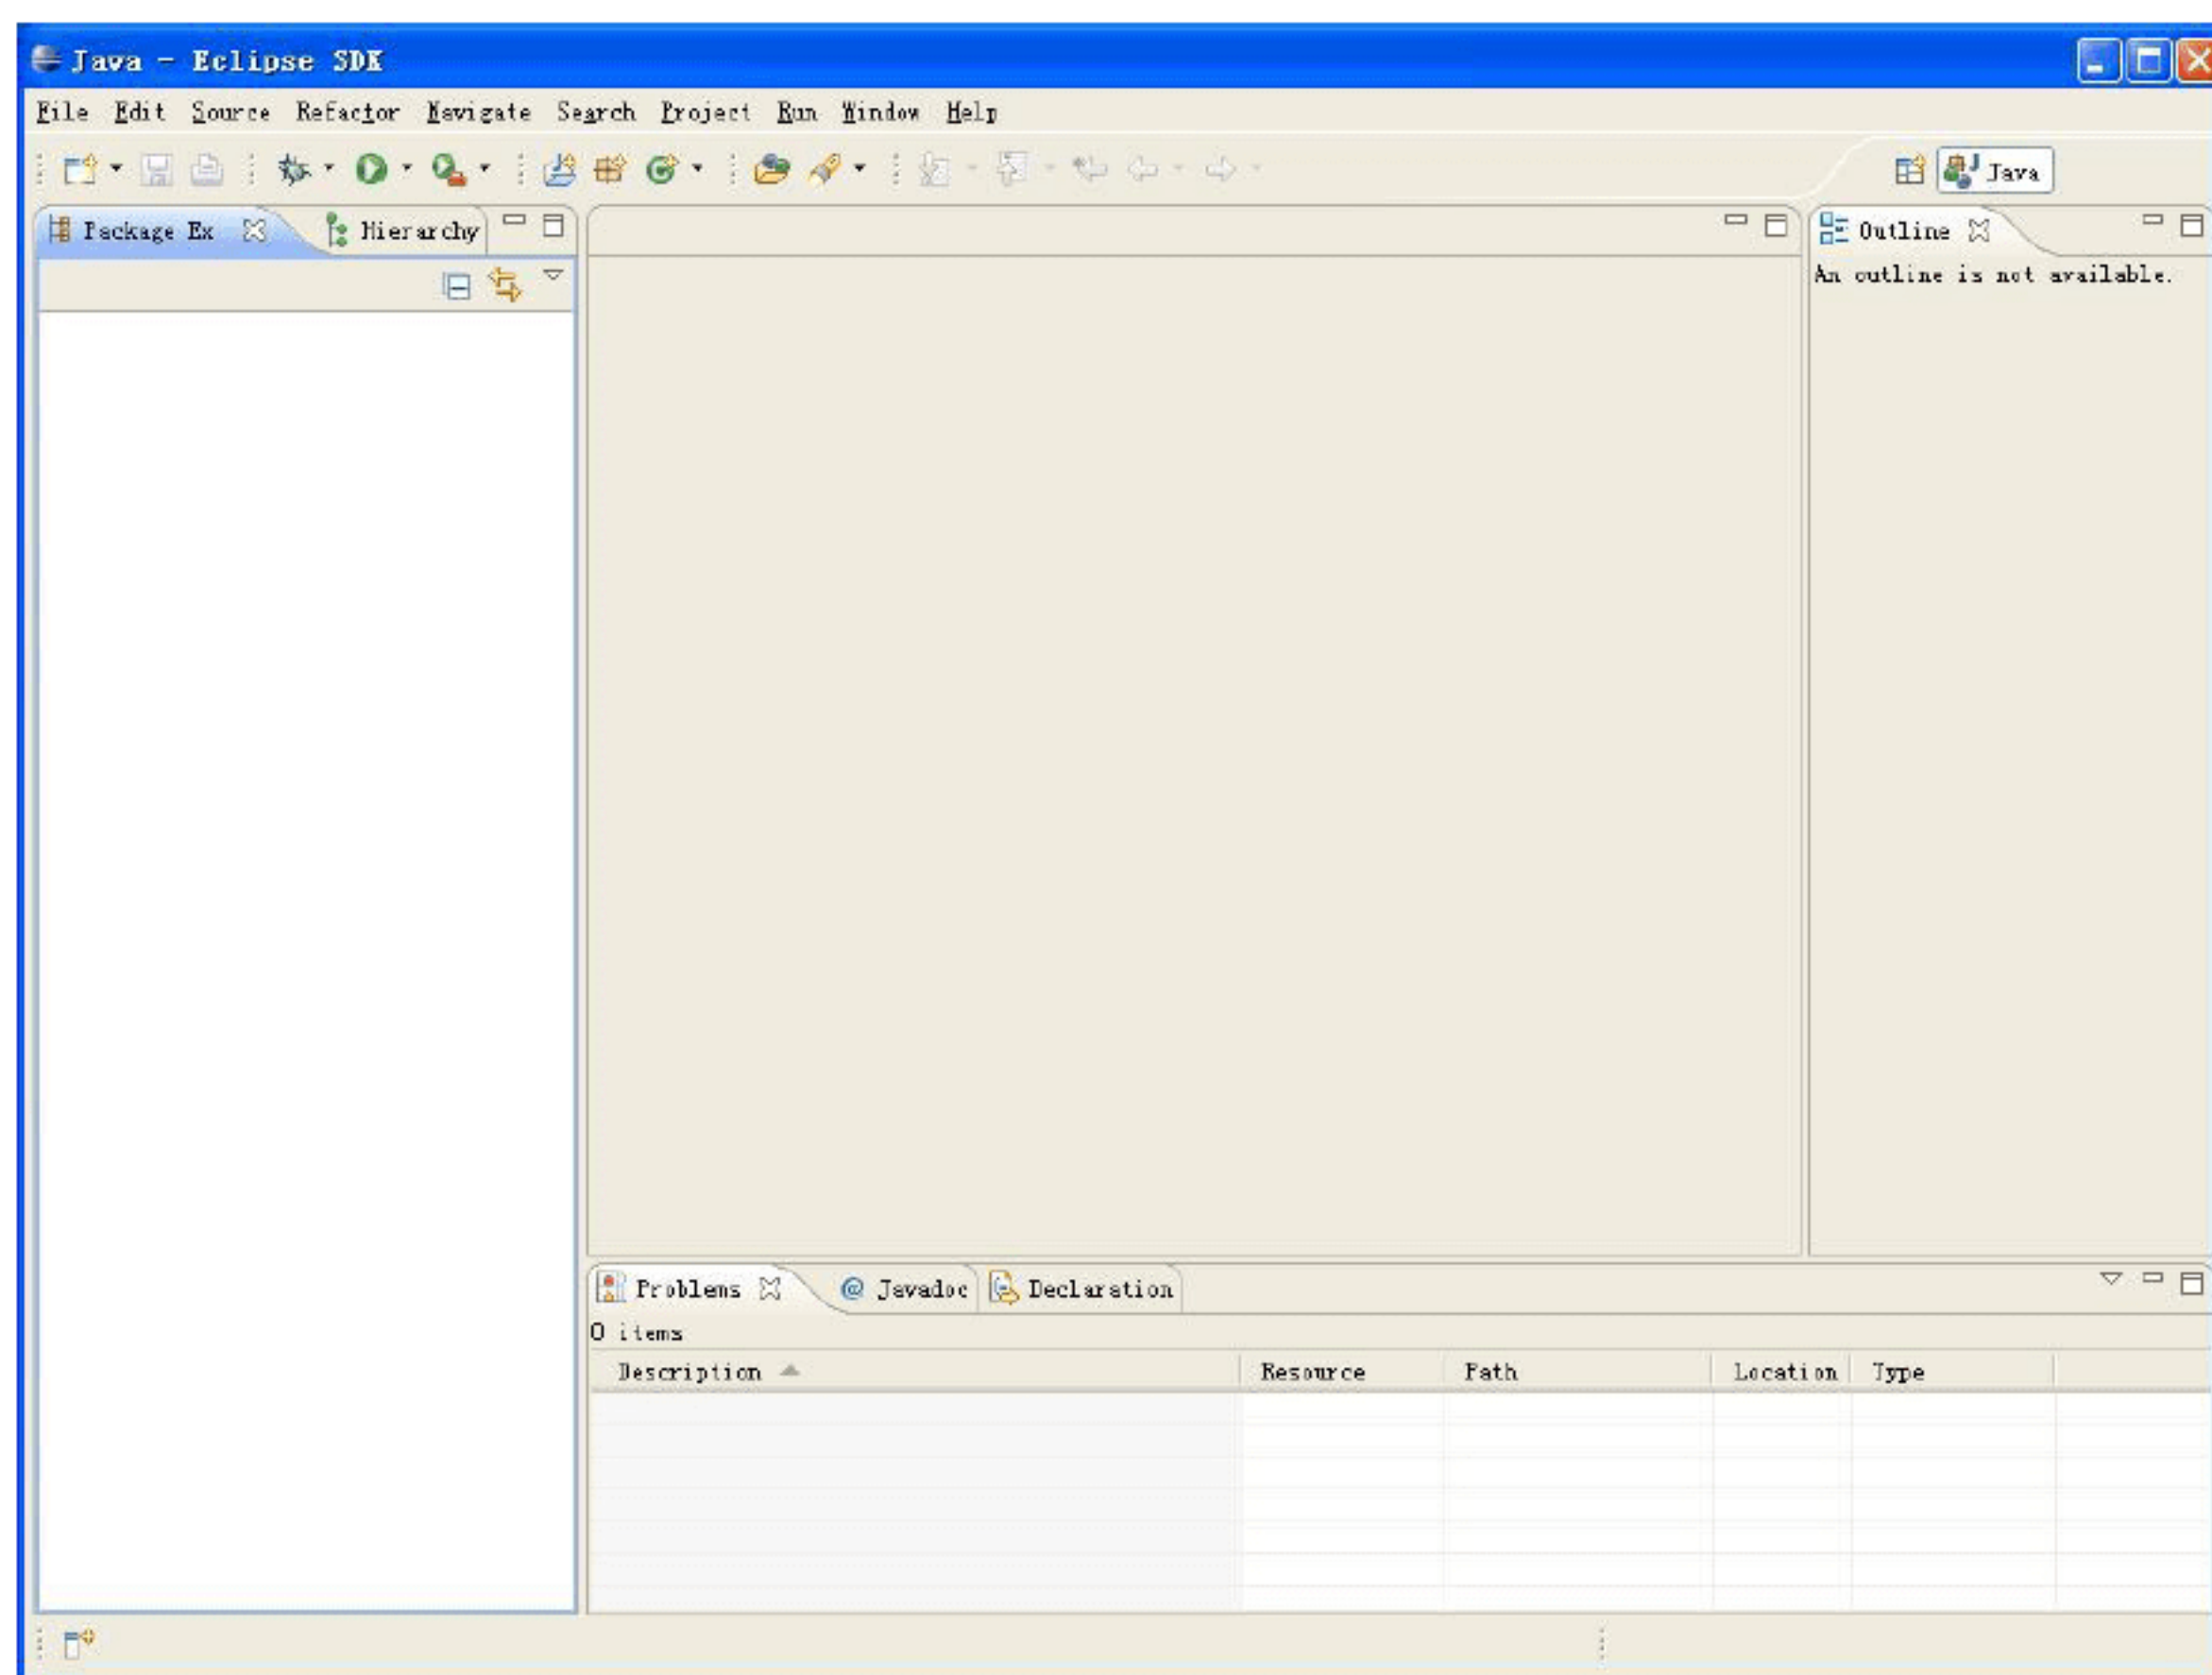 Java - Eclipse SDK
File Edit Source Refactor Navigate Search Project Run Window Help
Java
Package Ex Hierarchy Outline
An outline is not available.
Problems @ Javadoc Declaration
0 items
Description Resource Path Location Type